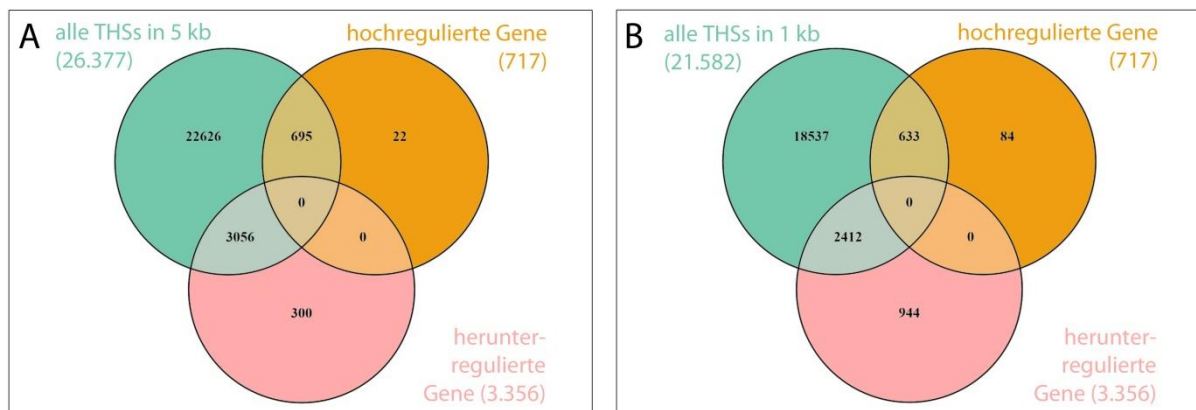 A
alle THSs in 5 kb
(26.377)
hochregulierte Gene
(717)
22626
695
22
0
3056
0
300
herunter-
regulierte
Gene (3.356)
B
alle THSs in 1 kb
(21.582)
hochregulierte Gene
(717)
18537
633
84
0
2412
0
944
herunter-
regulierte
Gene (3.356)